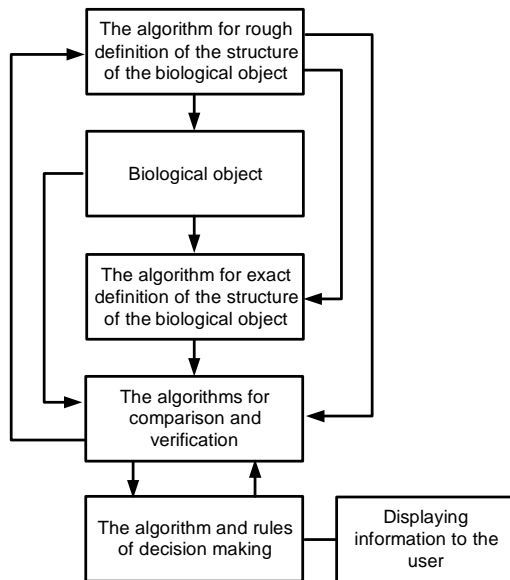 The algorithm for rough
definition of the structure
of the biological object
Biological object
The algorithm for exact
definition of the structure
of the biological object
The algorithms for
comparison and
verification
The algorithm and rules
of decision making
Displaying
information to the
user